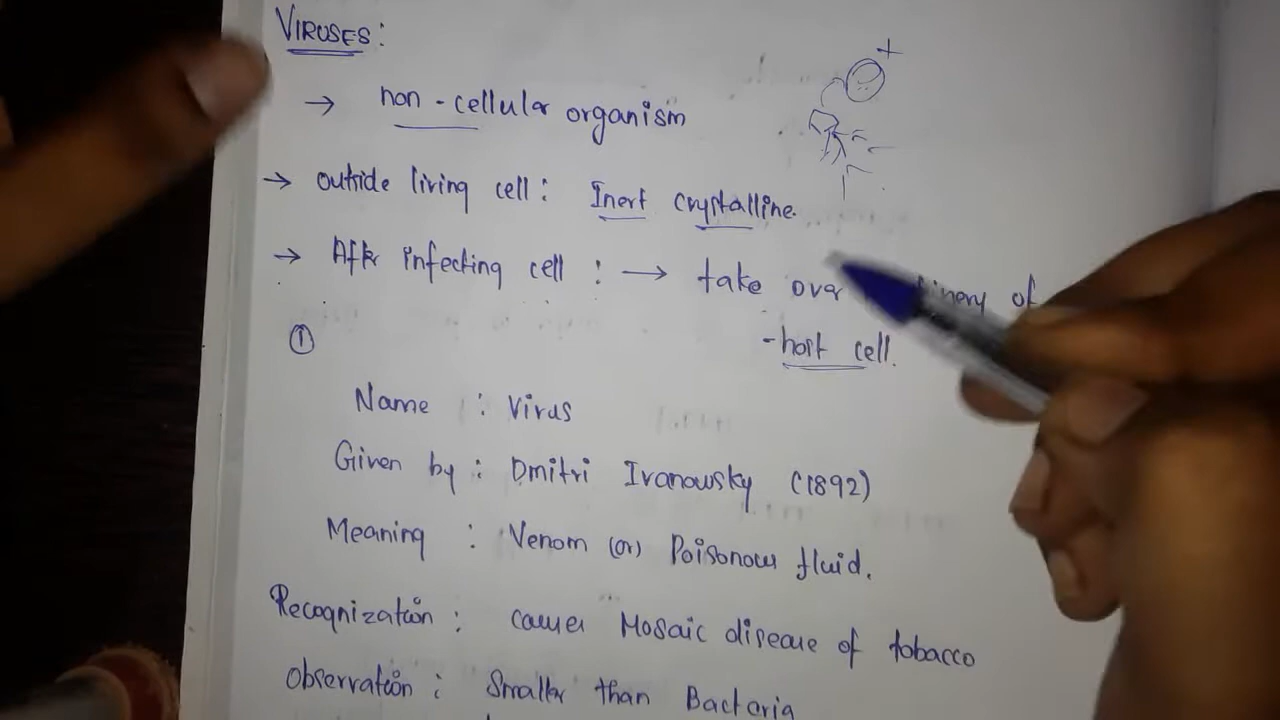 VIRUSES:
→ non-cellular organism
→ outside living cell: Inert crystalline.
→ After infecting cell : → take over of
- host cell.
①
Name : Virus
Given by : Dmitri Ivanowsky (1892)
Meaning : Venom (or) Poisonous fluid.
Recognization : causes Mosaic disease of tobacco
Observation : Smaller than Bacteria